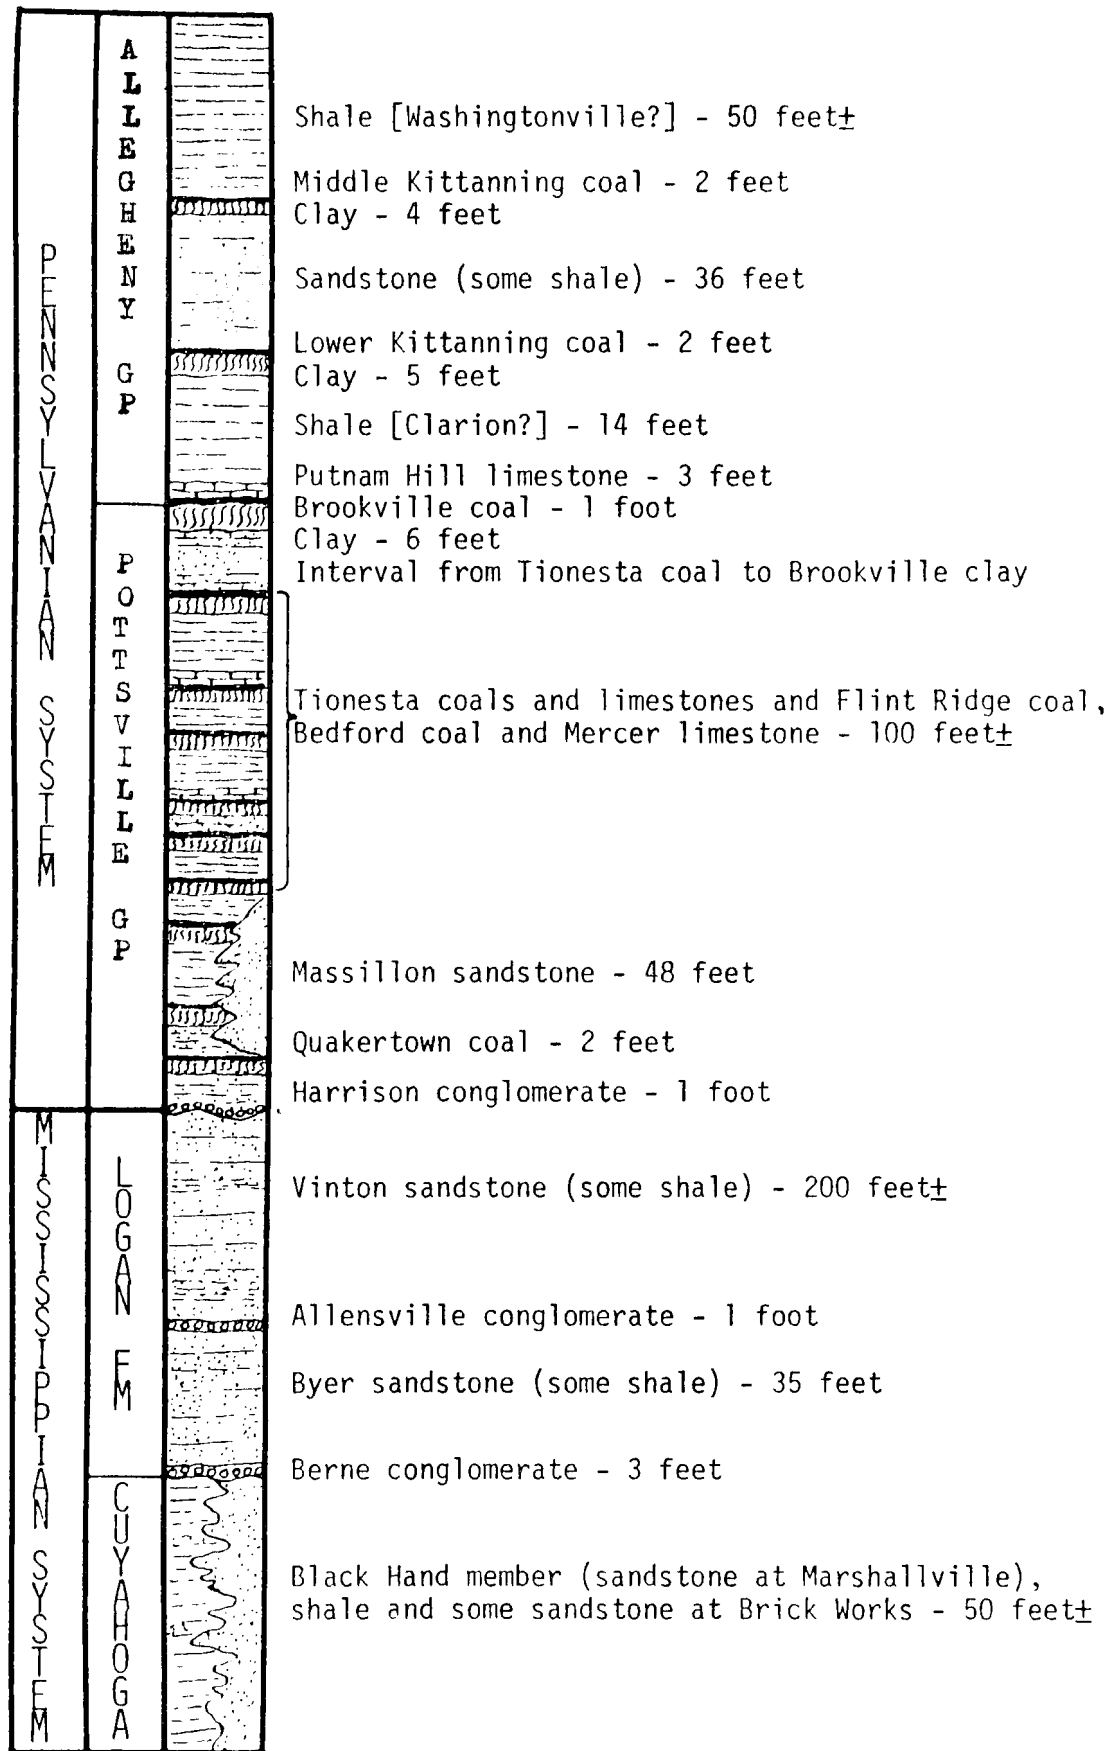 PENNSYLVANIAN SYSTEM
MISSISSIPPIAN SYSTEM
ALLEGHENY GP
POTTSVILLE GP
LOGAN FM
CUYAHOGA
Shale [Washingtonville?] - 50 feet±
Middle Kittanning coal - 2 feet
Clay - 4 feet
Sandstone (some shale) - 36 feet
Lower Kittanning coal - 2 feet
Clay - 5 feet
Shale [Clarion?] - 14 feet
Putnam Hill limestone - 3 feet
Brookville coal - 1 foot
Clay - 6 feet
Interval from Tionesta coal to Brookville clay
Tionesta coals and limestones and Flint Ridge coal,
Bedford coal and Mercer limestone - 100 feet±
Massillon sandstone - 48 feet
Quakertown coal - 2 feet
Harrison conglomerate - 1 foot
Vinton sandstone (some shale) - 200 feet±
Allensville conglomerate - 1 foot
Byer sandstone (some shale) - 35 feet
Berne conglomerate - 3 feet
Black Hand member (sandstone at Marshallville),
shale and some sandstone at Brick Works - 50 feet±